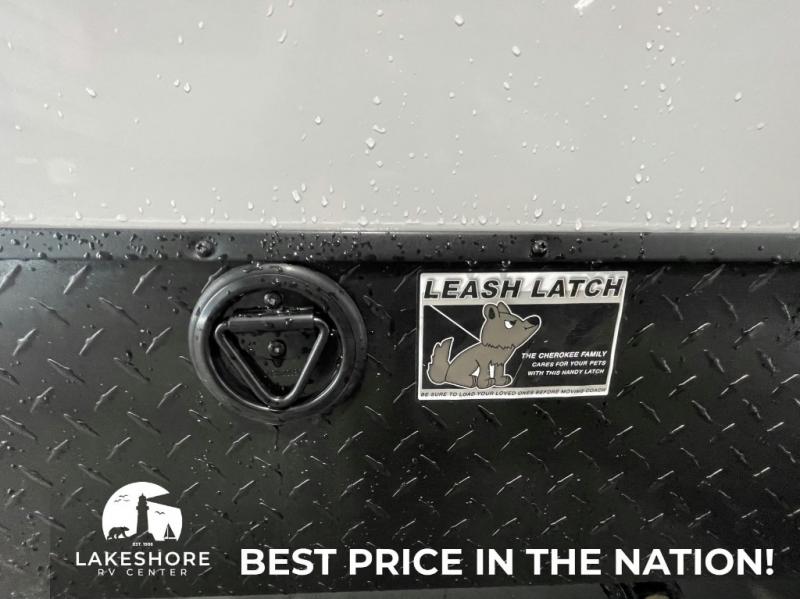 LEASH LATCH
THE CHEROKEE FAMILY
CARES FOR YOUR PETS
WITH THIS HANDY LATCH
BE SURE TO LOAD YOUR LOVED ONES BEFORE MOVING COACH
EST. 1998
LAKESHORE
RV CENTER
BEST PRICE IN THE NATION!